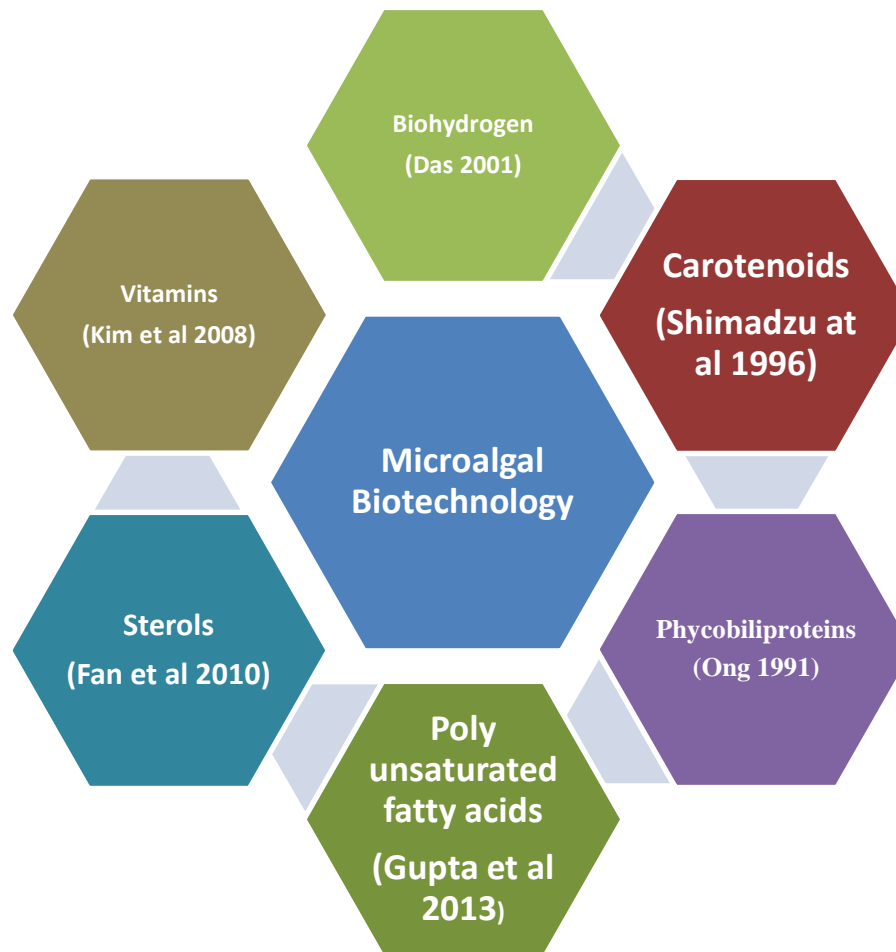 Biohydrogen
(Das 2001)
Carotenoids
(Shimadzu at
al 1996)
Vitamins
(Kim et al 2008)
Microalgal
Biotechnology
Phycobiliproteins
(Ong 1991)
Sterols
(Fan et al 2010)
Poly
unsaturated
fatty acids
(Gupta et al
2013)